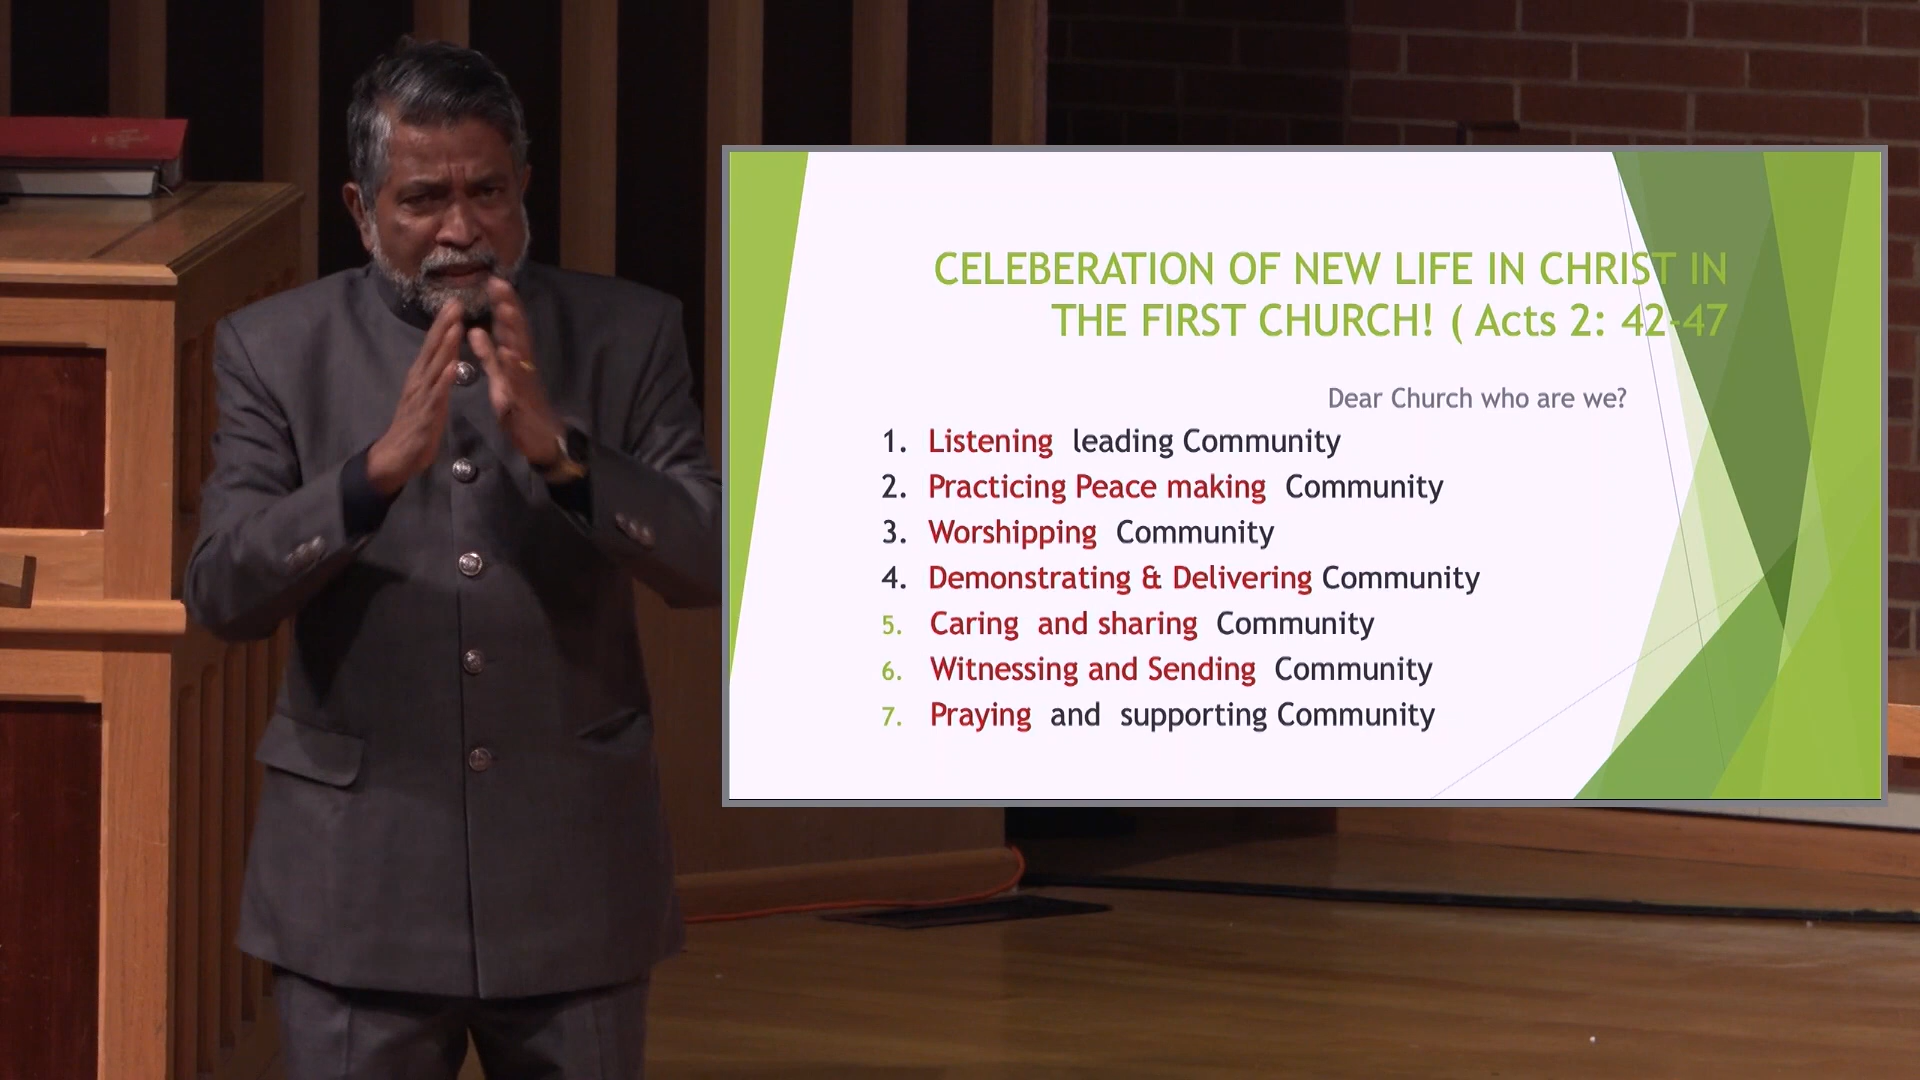 CELEBERATION OF NEW LIFE IN CHRIST IN
THE FIRST CHURCH! ( Acts 2: 42-47
Dear Church who are we?
1. Listening leading Community
2. Practicing Peace making Community
3. Worshipping Community
4. Demonstrating & Delivering Community
5. Caring and sharing Community
6. Witnessing and Sending Community
7. Praying and supporting Community